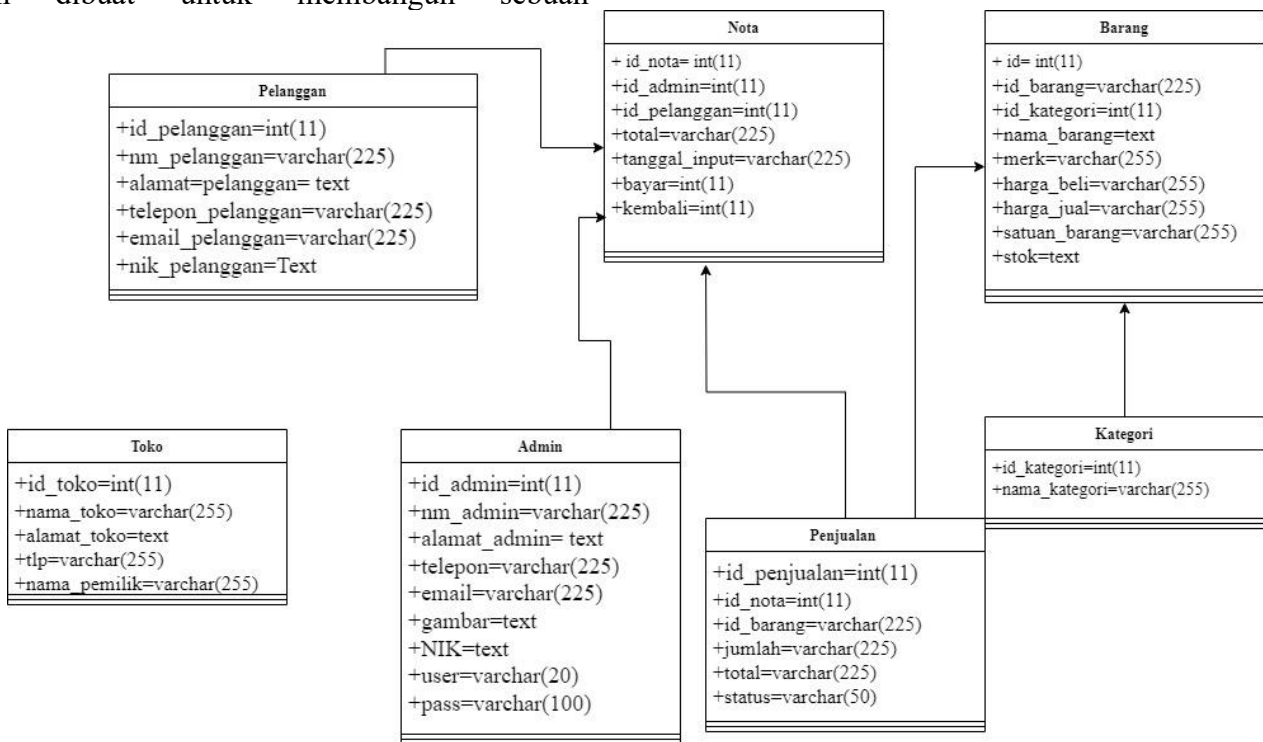 dibuat untuk membangun sebuah
Nota
+ id_nota= int(11)
+id_admin=int(11)
+id_pelanggan=int(11)
+total=varchar(225)
+tanggal_input=varchar(225)
+bayar=int(11)
+kembali=int(11)
Barang
+ id= int(11)
+id_barang=varchar(225)
+id_kategori=int(11)
+nama_barang=text
+merk=varchar(255)
+harga_beli=varchar(255)
+harga_jual=varchar(255)
+satuan_barang=varchar(255)
+stok=text
Pelanggan
+id_pelanggan=int(11)
+nm_pelanggan=varchar(225)
+alamat=pelanggan= text
+telepon_pelanggan=varchar(225)
+email_pelanggan=varchar(225)
+nik_pelanggan=Text
Toko
+id_toko=int(11)
+nama_toko=varchar(255)
+alamat_toko=text
+tlp=varchar(255)
+nama_pemilik=varchar(255)
Admin
+id_admin=int(11)
+nm_admin=varchar(225)
+alamat_admin= text
+telepon=varchar(225)
+email=varchar(225)
+gambar=text
+NIK=text
+user=varchar(20)
+pass=varchar(100)
Kategori
+id_kategori=int(11)
+nama_kategori=varchar(255)
Penjualan
+id_penjualan=int(11)
+id_nota=int(11)
+id_barang=varchar(225)
+jumlah=varchar(225)
+total=varchar(225)
+status=varchar(50)